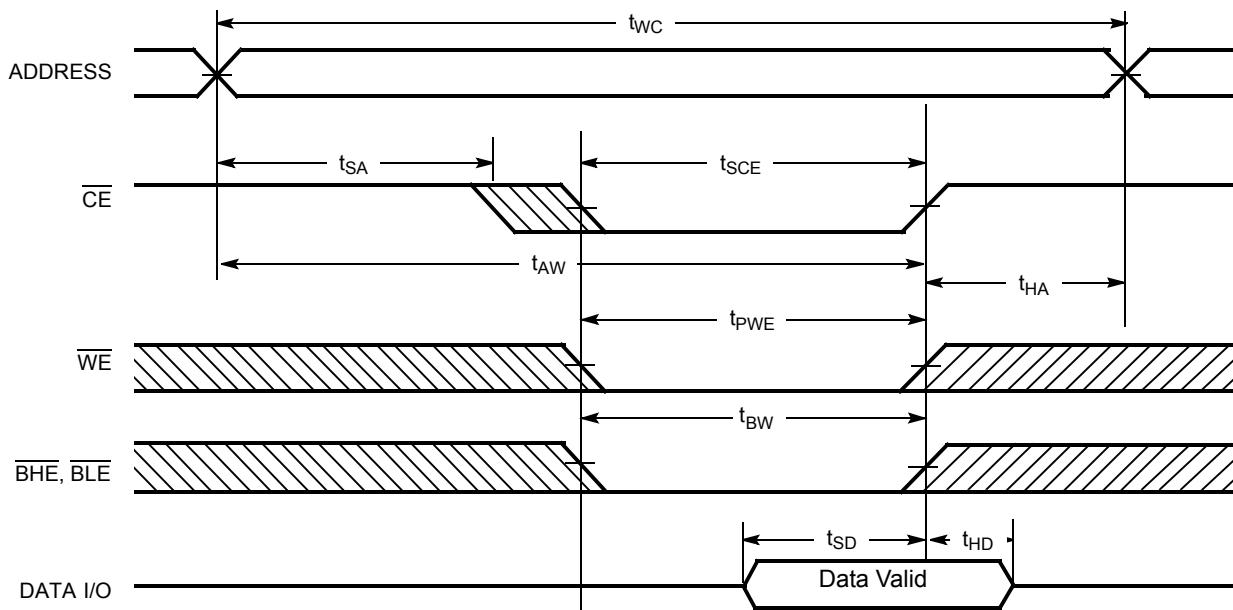 tWC
ADDRESS
tSA
tSCE
CE
tAW
tHA
tPWE
WE
tBW
BHE, BLE
tSD
tHD
DATA I/O
Data Valid